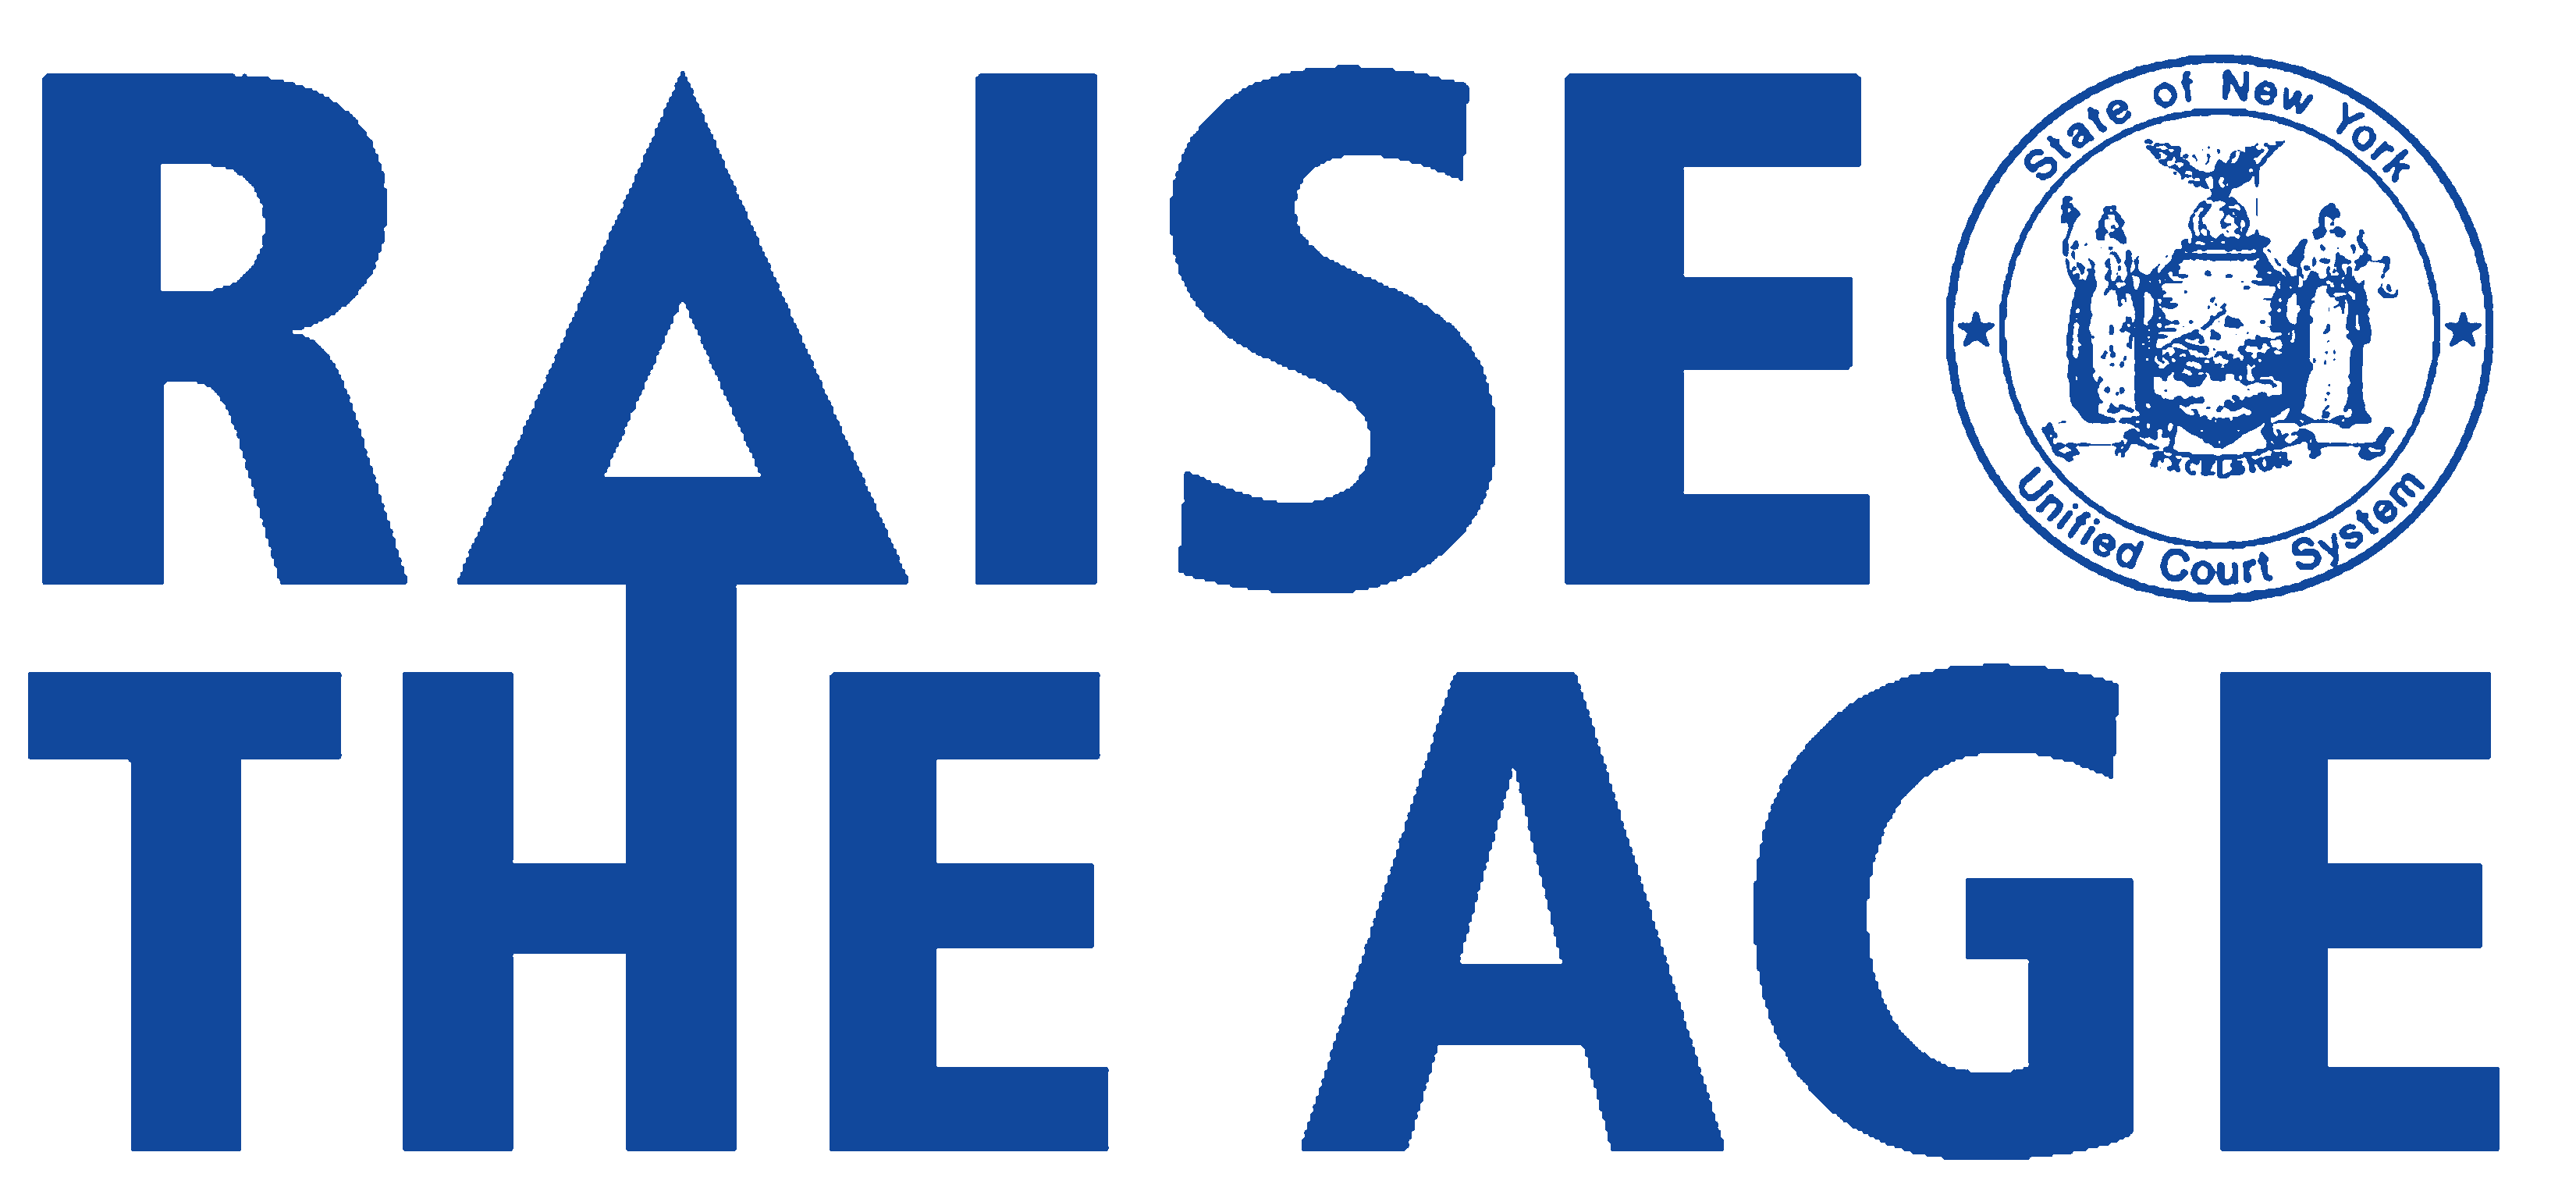 RAISE
State of New York
EXCELSIOR
Unified Court System
THE AGE